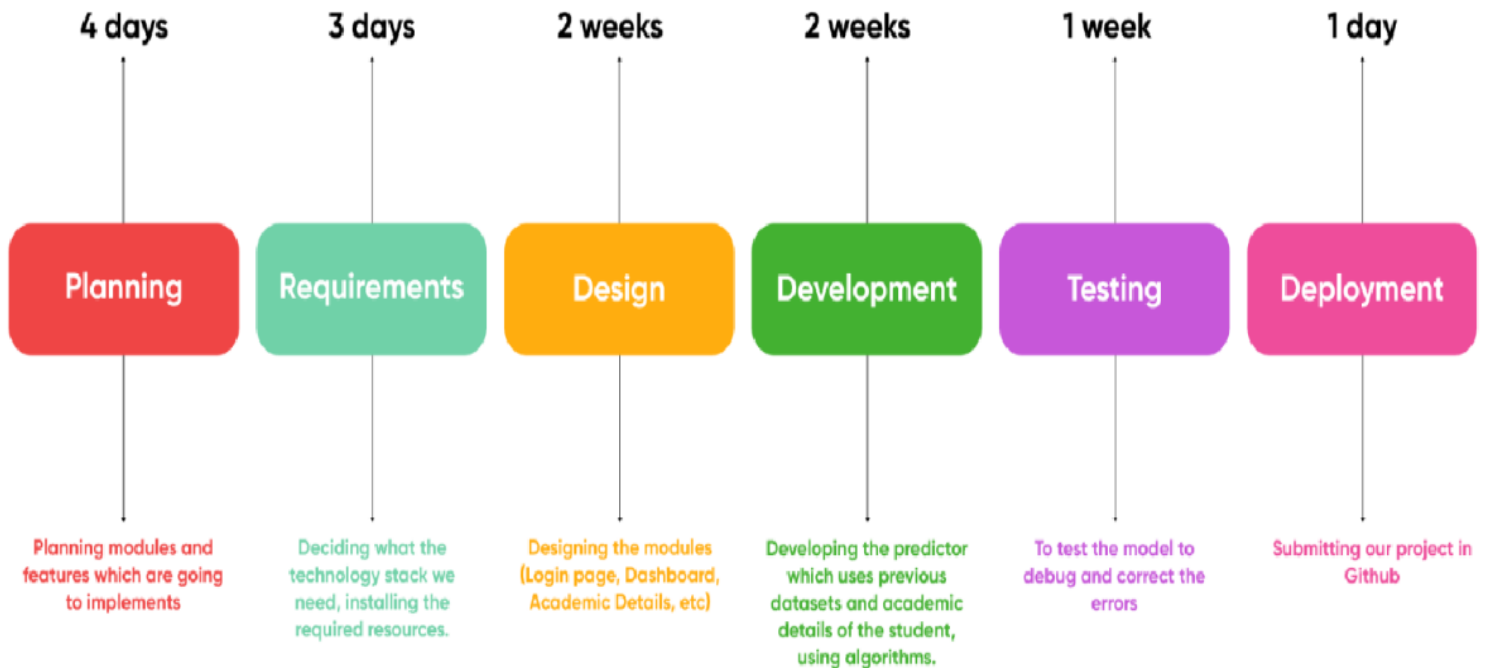 4 days
3 days
2 weeks
2 weeks
1 week
1 day
Planning
Requirements
Design
Development
Testing
Deployment
Planning modules and
features which are going
to implements
Deciding what the
technology stack we
need, installing the
required resources.
Designing the modules
(Login page, Dashboard,
Academic Details, etc)
Developing the predictor
which uses previous
datasets and academic
details of the student,
using algorithms.
To test the model to
debug and correct the
errors
Submitting our project in
Github